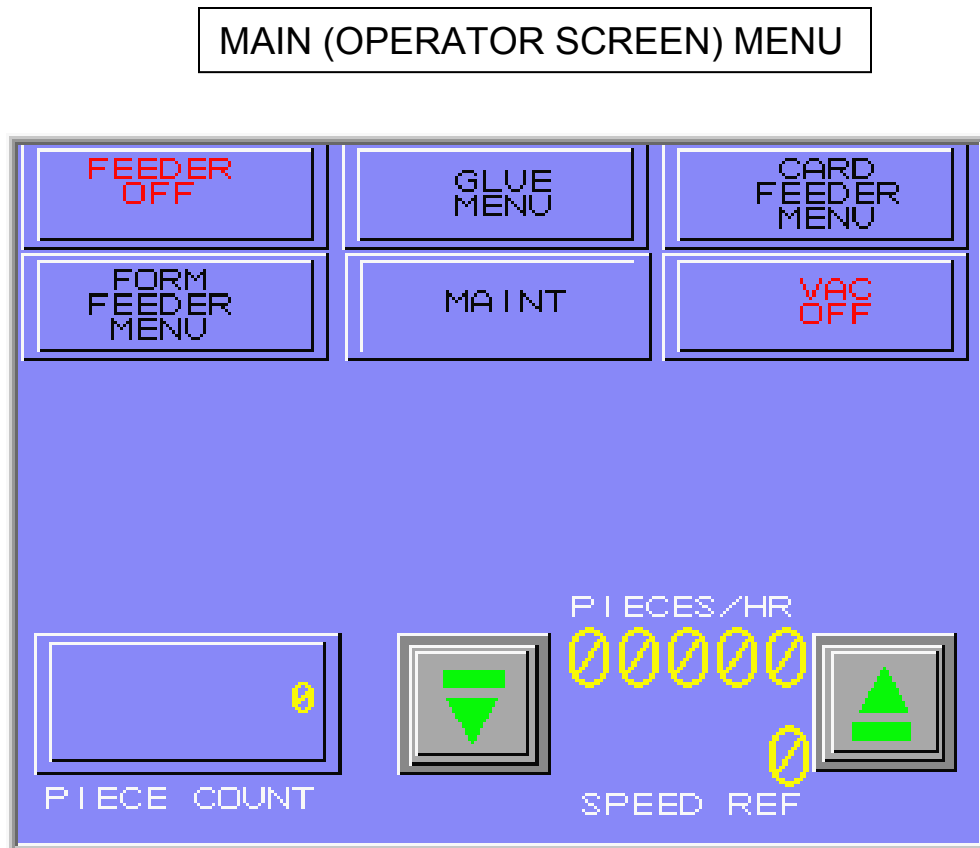 MAIN (OPERATOR SCREEN) MENU
FEEDER
OFF
GLUE
MENU
CARD
FEEDER
MENU
FORM
FEEDER
MENU
MAINT
VAC
OFF
PIECES/HR
00000
0
0
PIECE COUNT
SPEED REF